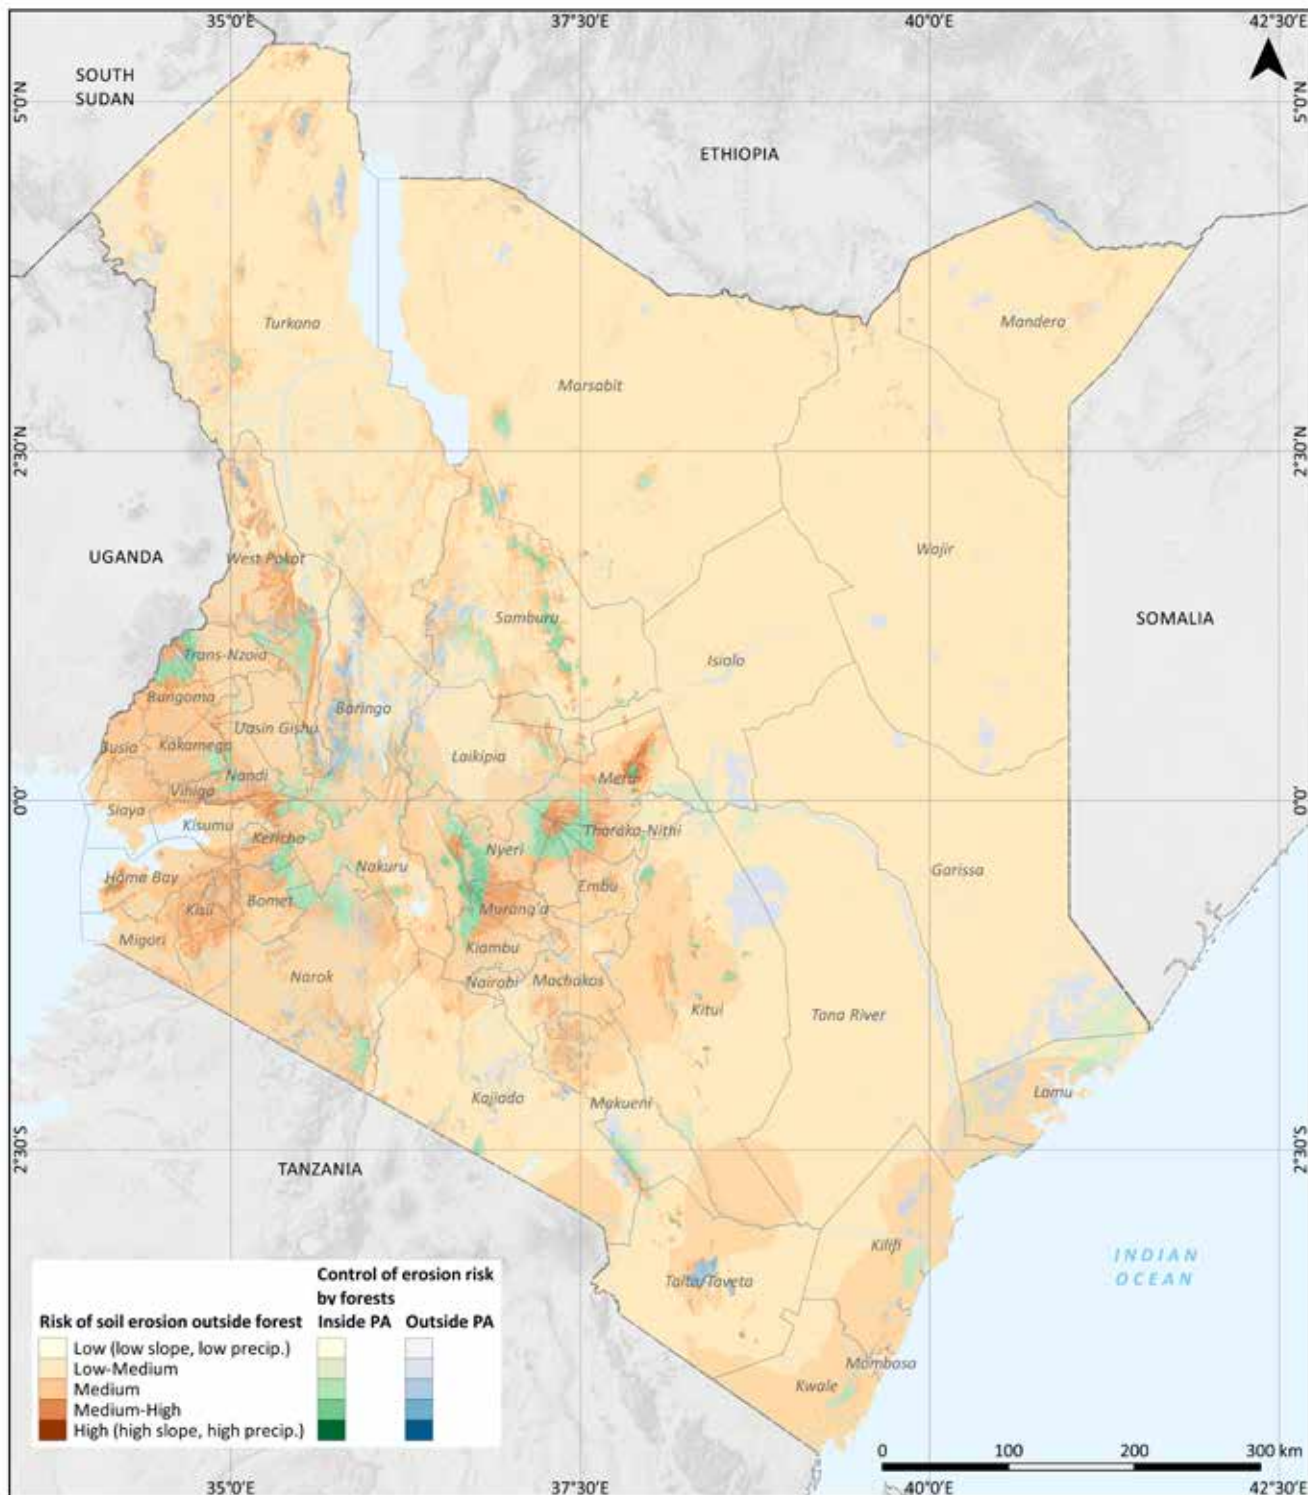 35°0'E 37°30'E 40°0'E 42°30'E
SOUTH
SUDAN
5°0'N
5°0'N
ETHIOPIA
Turkana
Mandera
Marsabit
2°30'N
2°30'N
UGANDA
West Pokot
Wajir
Samburu
SOMALIA
Trans-Nzoia
Isiolo
Bungoma
Baringo
Uasin Gishu
Busia
Kakamega
Laikipia
Nandi
Meru
Vihiga
0°0'
0°0'
Siaya
Kisumu
Kericho
Tharaka-Nithi
Nyeri
Nakuru
Garissa
Homa Bay
Embu
Bomet
Kisii
Murang'a
Migori
Kiambu
Narok
Nairobi
Machakos
Kitui
Tana River
Lamu
Kajiado
Makueni
2°30'S
2°30'S
TANZANIA
Kilifi
INDIAN
OCEAN
Taita/Taveta
Mombasa
Kwale
Control of erosion risk
by forests
Risk of soil erosion outside forest Inside PA Outside PA
Low (low slope, low precip.)
Low-Medium
Medium
Medium-High
High (high slope, high precip.)
0 100 200 300 km
35°0'E 37°30'E 40°0'E 42°30'E